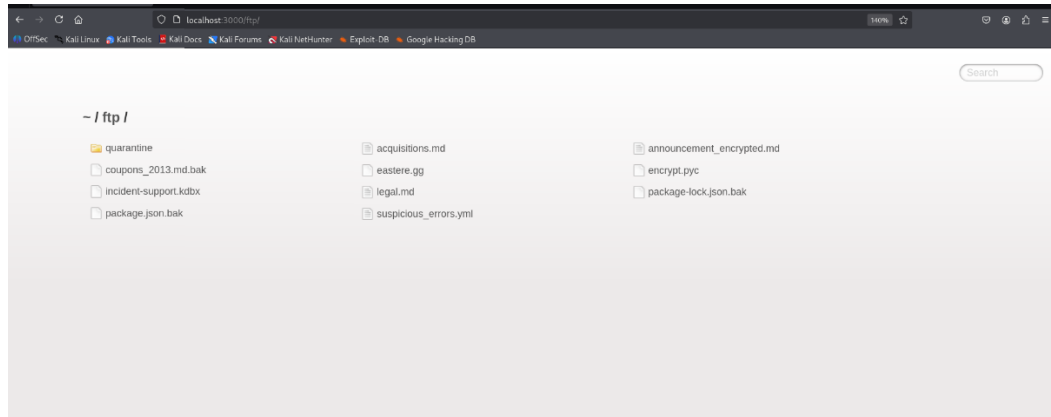 localhost:3000/ftp/ 140%
OffSec Kali Linux Kali Tools Kali Docs Kali Forums Kali NetHunter Exploit-DB Google Hacking DB
Search
~ / ftp /
quarantine acquisitions.md announcement_encrypted.md
coupons_2013.md.bak eastere.gg encrypt.pyc
incident-support.kdbx legal.md package-lock.json.bak
package.json.bak suspicious_errors.yml